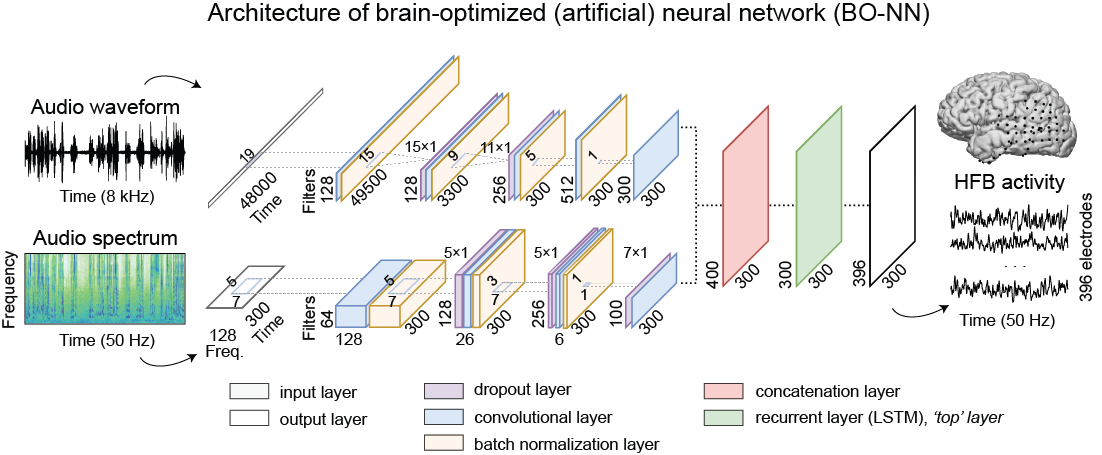 Architecture of brain-optimized (artificial) neural network (BO-NN)
Audio waveform
Time (8 kHz)
19
48000
Time
Filters
128
15
49500
15×1
128
9
3300
11×1
256
5
300
512
1
300
300
300
Audio spectrum
Frequency
Time (50 Hz)
5
7
128
Freq.
300
Time
Filters
64
128
5
7
300
5×1
128
26
3
7
300
5×1
256
6
1
1
300
7×1
100
300
400
300
300
300
396
300
HFB activity
. . .
396 electrodes
Time (50 Hz)
input layer
output layer
dropout layer
convolutional layer
batch normalization layer
concatenation layer
recurrent layer (LSTM), ‘top’ layer